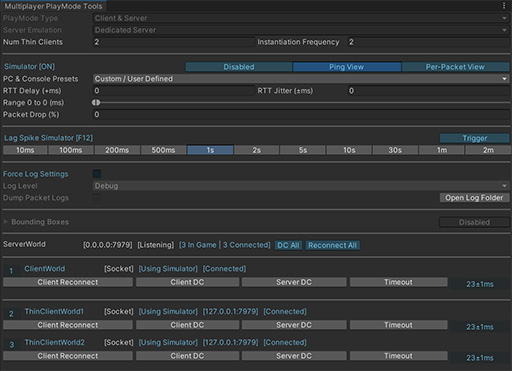 Multiplayer PlayMode Tools
PlayMode Type Client & Server
Server Emulation Dedicated Server
Num Thin Clients 2 Instantiation Frequency 2
Simulator [ON] Disabled Ping View Per-Packet View
PC & Console Presets Custom / User Defined
RTT Delay (+ms) 0 RTT Jitter (±ms) 0
Range 0 to 0 (ms)
Packet Drop (%) 0
Lag Spike Simulator [F12] Trigger
10ms 100ms 200ms 500ms 1s 2s 5s 10s 30s 1m 2m
Force Log Settings
Log Level Debug
Dump Packet Logs Open Log Folder
Bounding Boxes Disabled
ServerWorld [0.0.0.0:7979] [Listening] [3 In Game | 3 Connected] DC All Reconnect All
1 ClientWorld [Socket] [Using Simulator] [Connected]
Client Reconnect Client DC Server DC Timeout 23±1ms
2 ThinClientWorld1 [Socket] [Using Simulator] [127.0.0.1:7979] [Connected]
Client Reconnect Client DC Server DC Timeout 23±1ms
3 ThinClientWorld2 [Socket] [Using Simulator] [127.0.0.1:7979] [Connected]
Client Reconnect Client DC Server DC Timeout 23±1ms